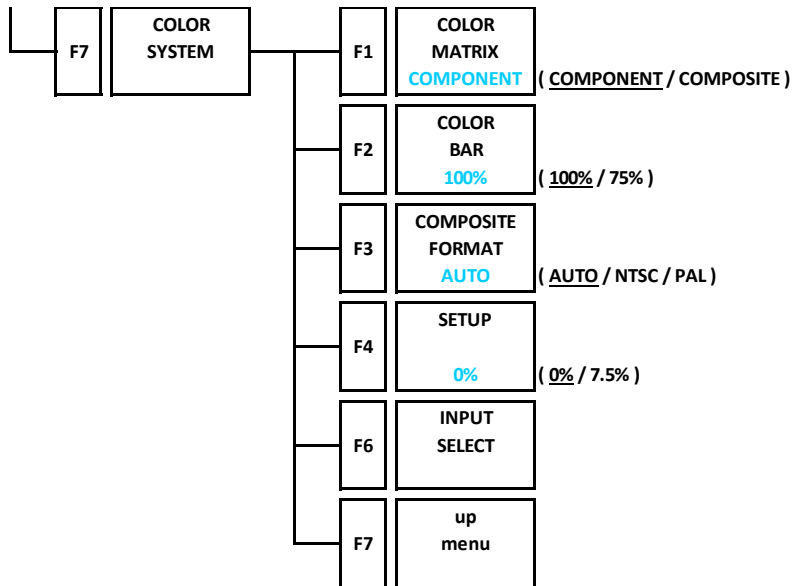 F7
COLOR
SYSTEM
F1
COLOR
MATRIX
COMPONENT
( COMPONENT / COMPOSITE )
F2
COLOR
BAR
100%
( 100% / 75% )
F3
COMPOSITE
FORMAT
AUTO
( AUTO / NTSC / PAL )
F4
SETUP
0%
( 0% / 7.5% )
F6
INPUT
SELECT
F7
up
menu